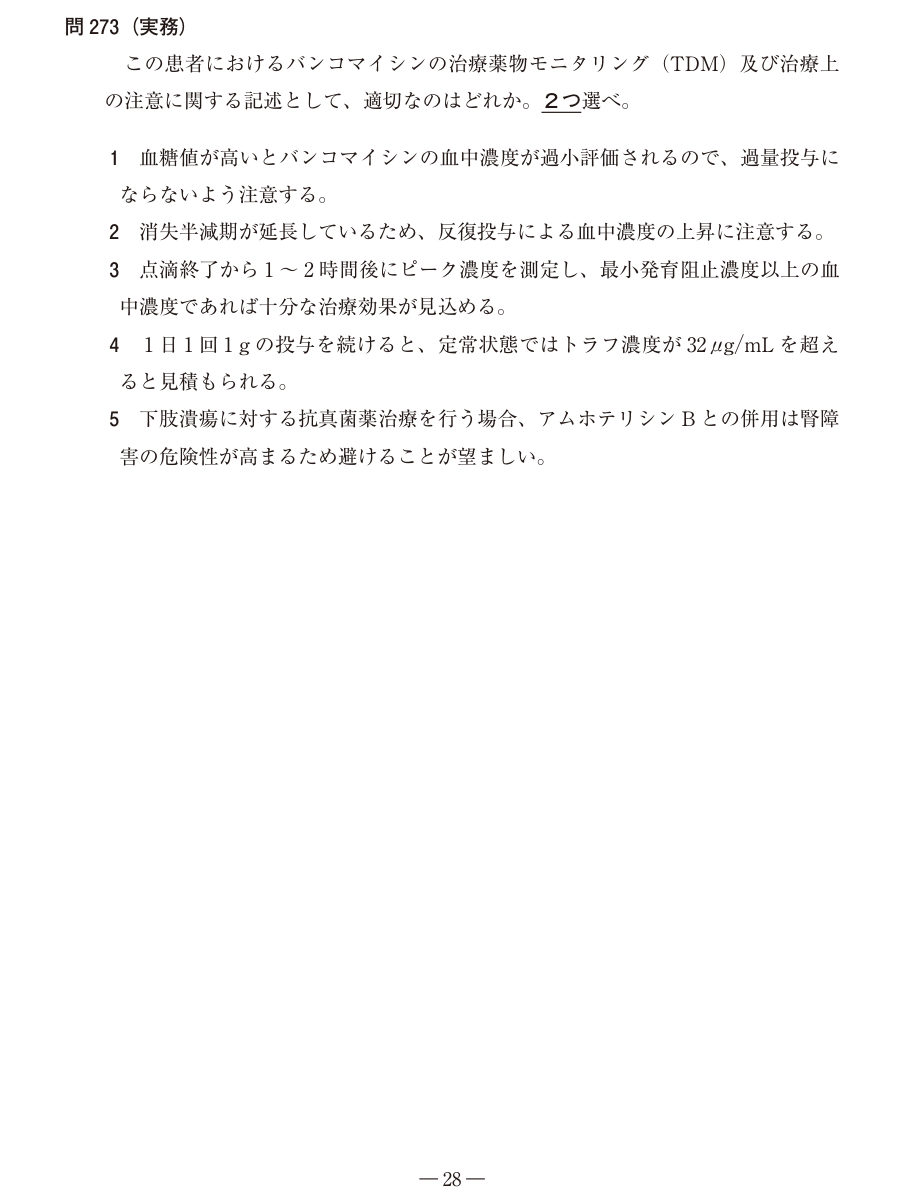 問 273（実務）
この患者におけるバンコマイシンの治療薬物モニタリング（TDM）及び治療上
の注意に関する記述として、適切なのはどれか。２つ選べ。
1　血糖値が高いとバンコマイシンの血中濃度が過小評価されるので、過量投与に
ならないよう注意する。
2　消失半減期が延長しているため、反復投与による血中濃度の上昇に注意する。
3　点滴終了から１〜２時間後にピーク濃度を測定し、最小発育阻止濃度以上の血
中濃度であれば十分な治療効果が見込める。
4　１日１回１g の投与を続けると、定常状態ではトラフ濃度が 32 μg/mL を超え
ると見積もられる。
5　下肢潰瘍に対する抗真菌薬治療を行う場合、アムホテリシン B との併用は腎障
害の危険性が高まるため避けることが望ましい。
― 28 ―